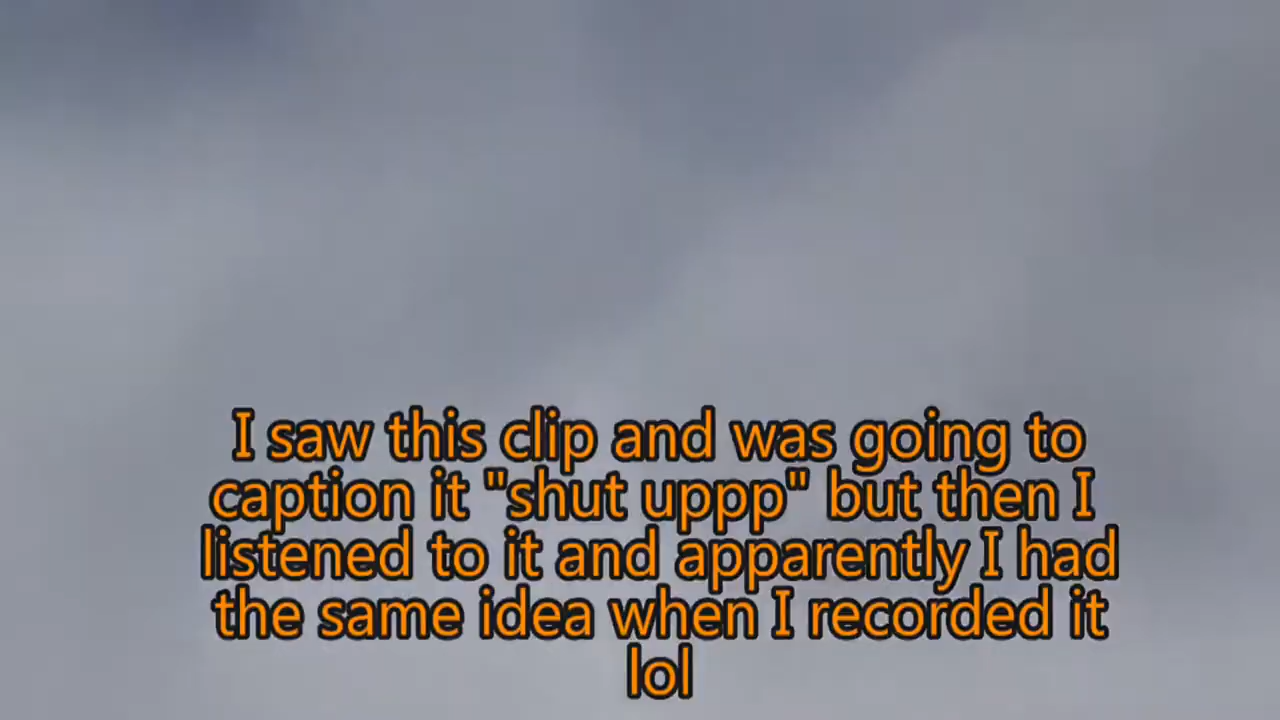 I saw this clip and was going to
caption it "shut uppp" but then I
listened to it and apparently I had
the same idea when I recorded it
lol